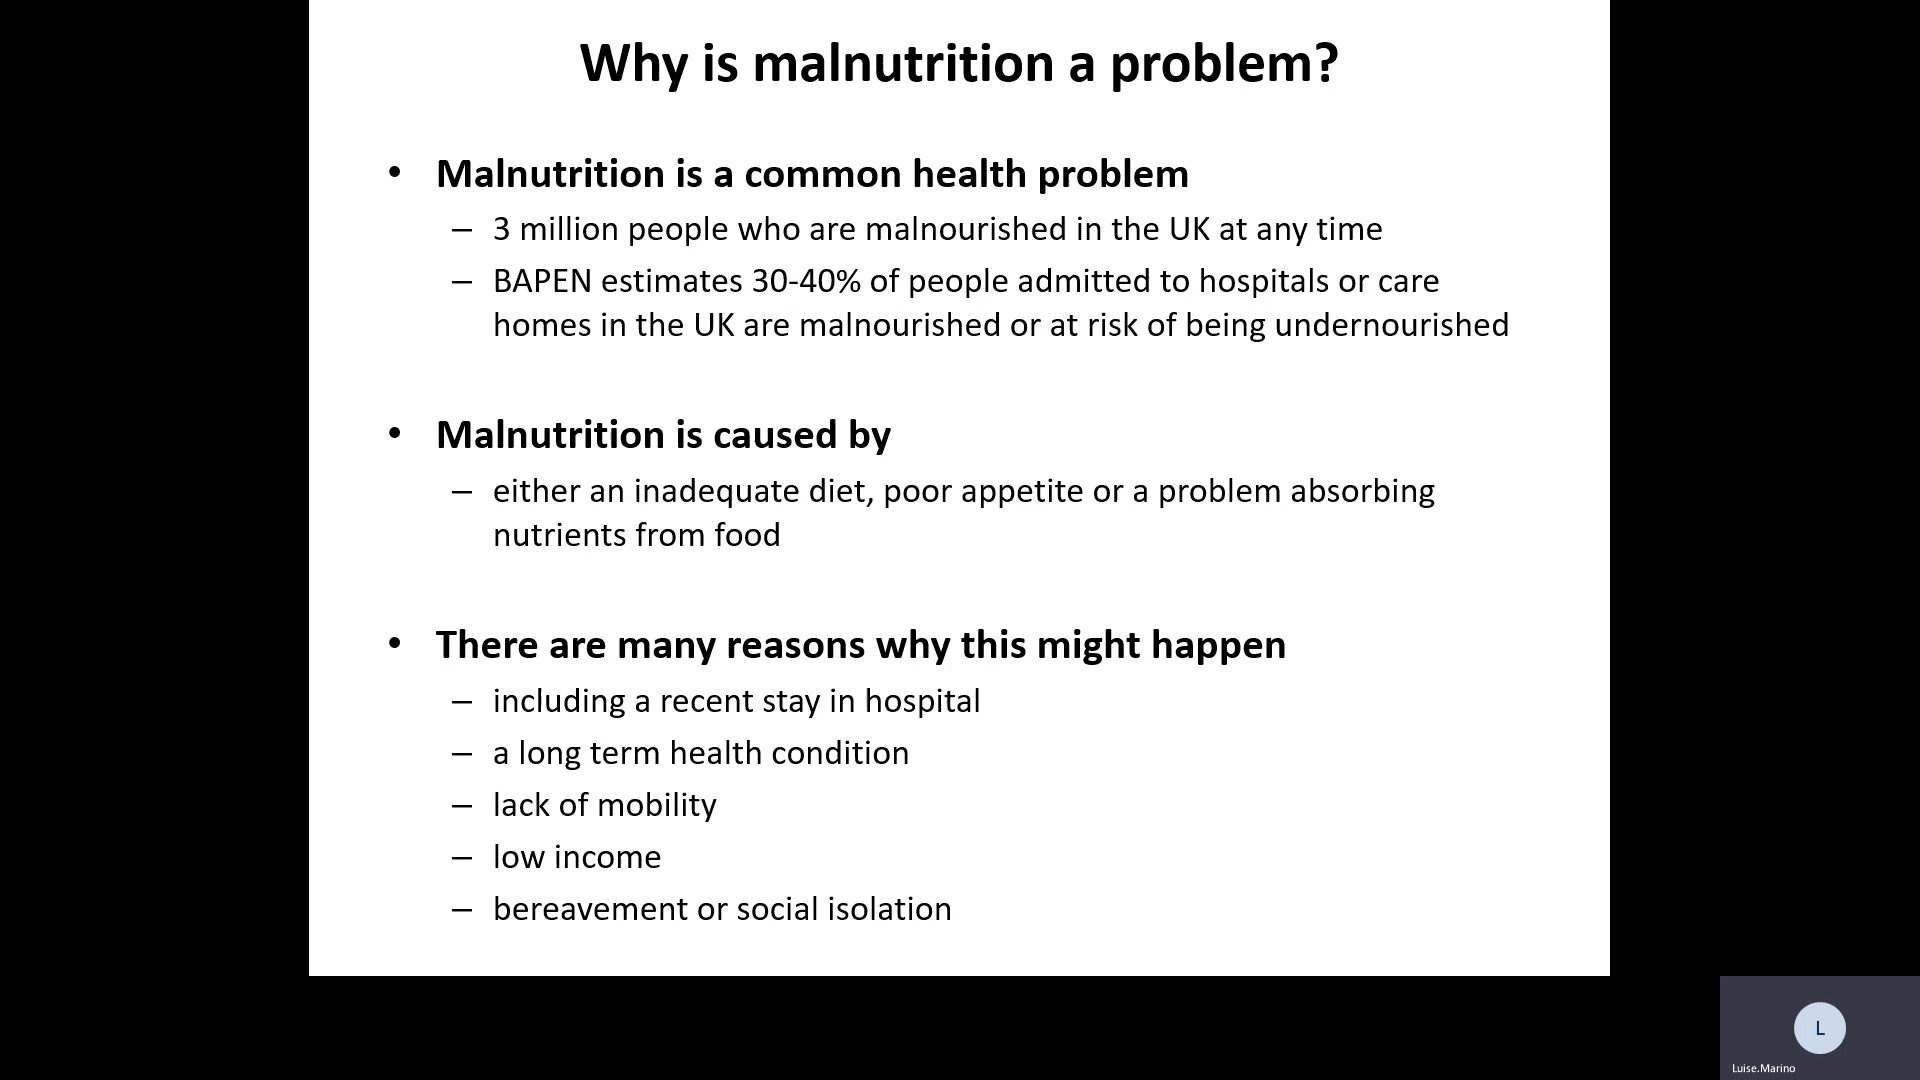 Why is malnutrition a problem?
• Malnutrition is a common health problem
– 3 million people who are malnourished in the UK at any time
– BAPEN estimates 30-40% of people admitted to hospitals or care
homes in the UK are malnourished or at risk of being undernourished
• Malnutrition is caused by
– either an inadequate diet, poor appetite or a problem absorbing
nutrients from food
• There are many reasons why this might happen
– including a recent stay in hospital
– a long term health condition
– lack of mobility
– low income
– bereavement or social isolation
L
Luise.Marino